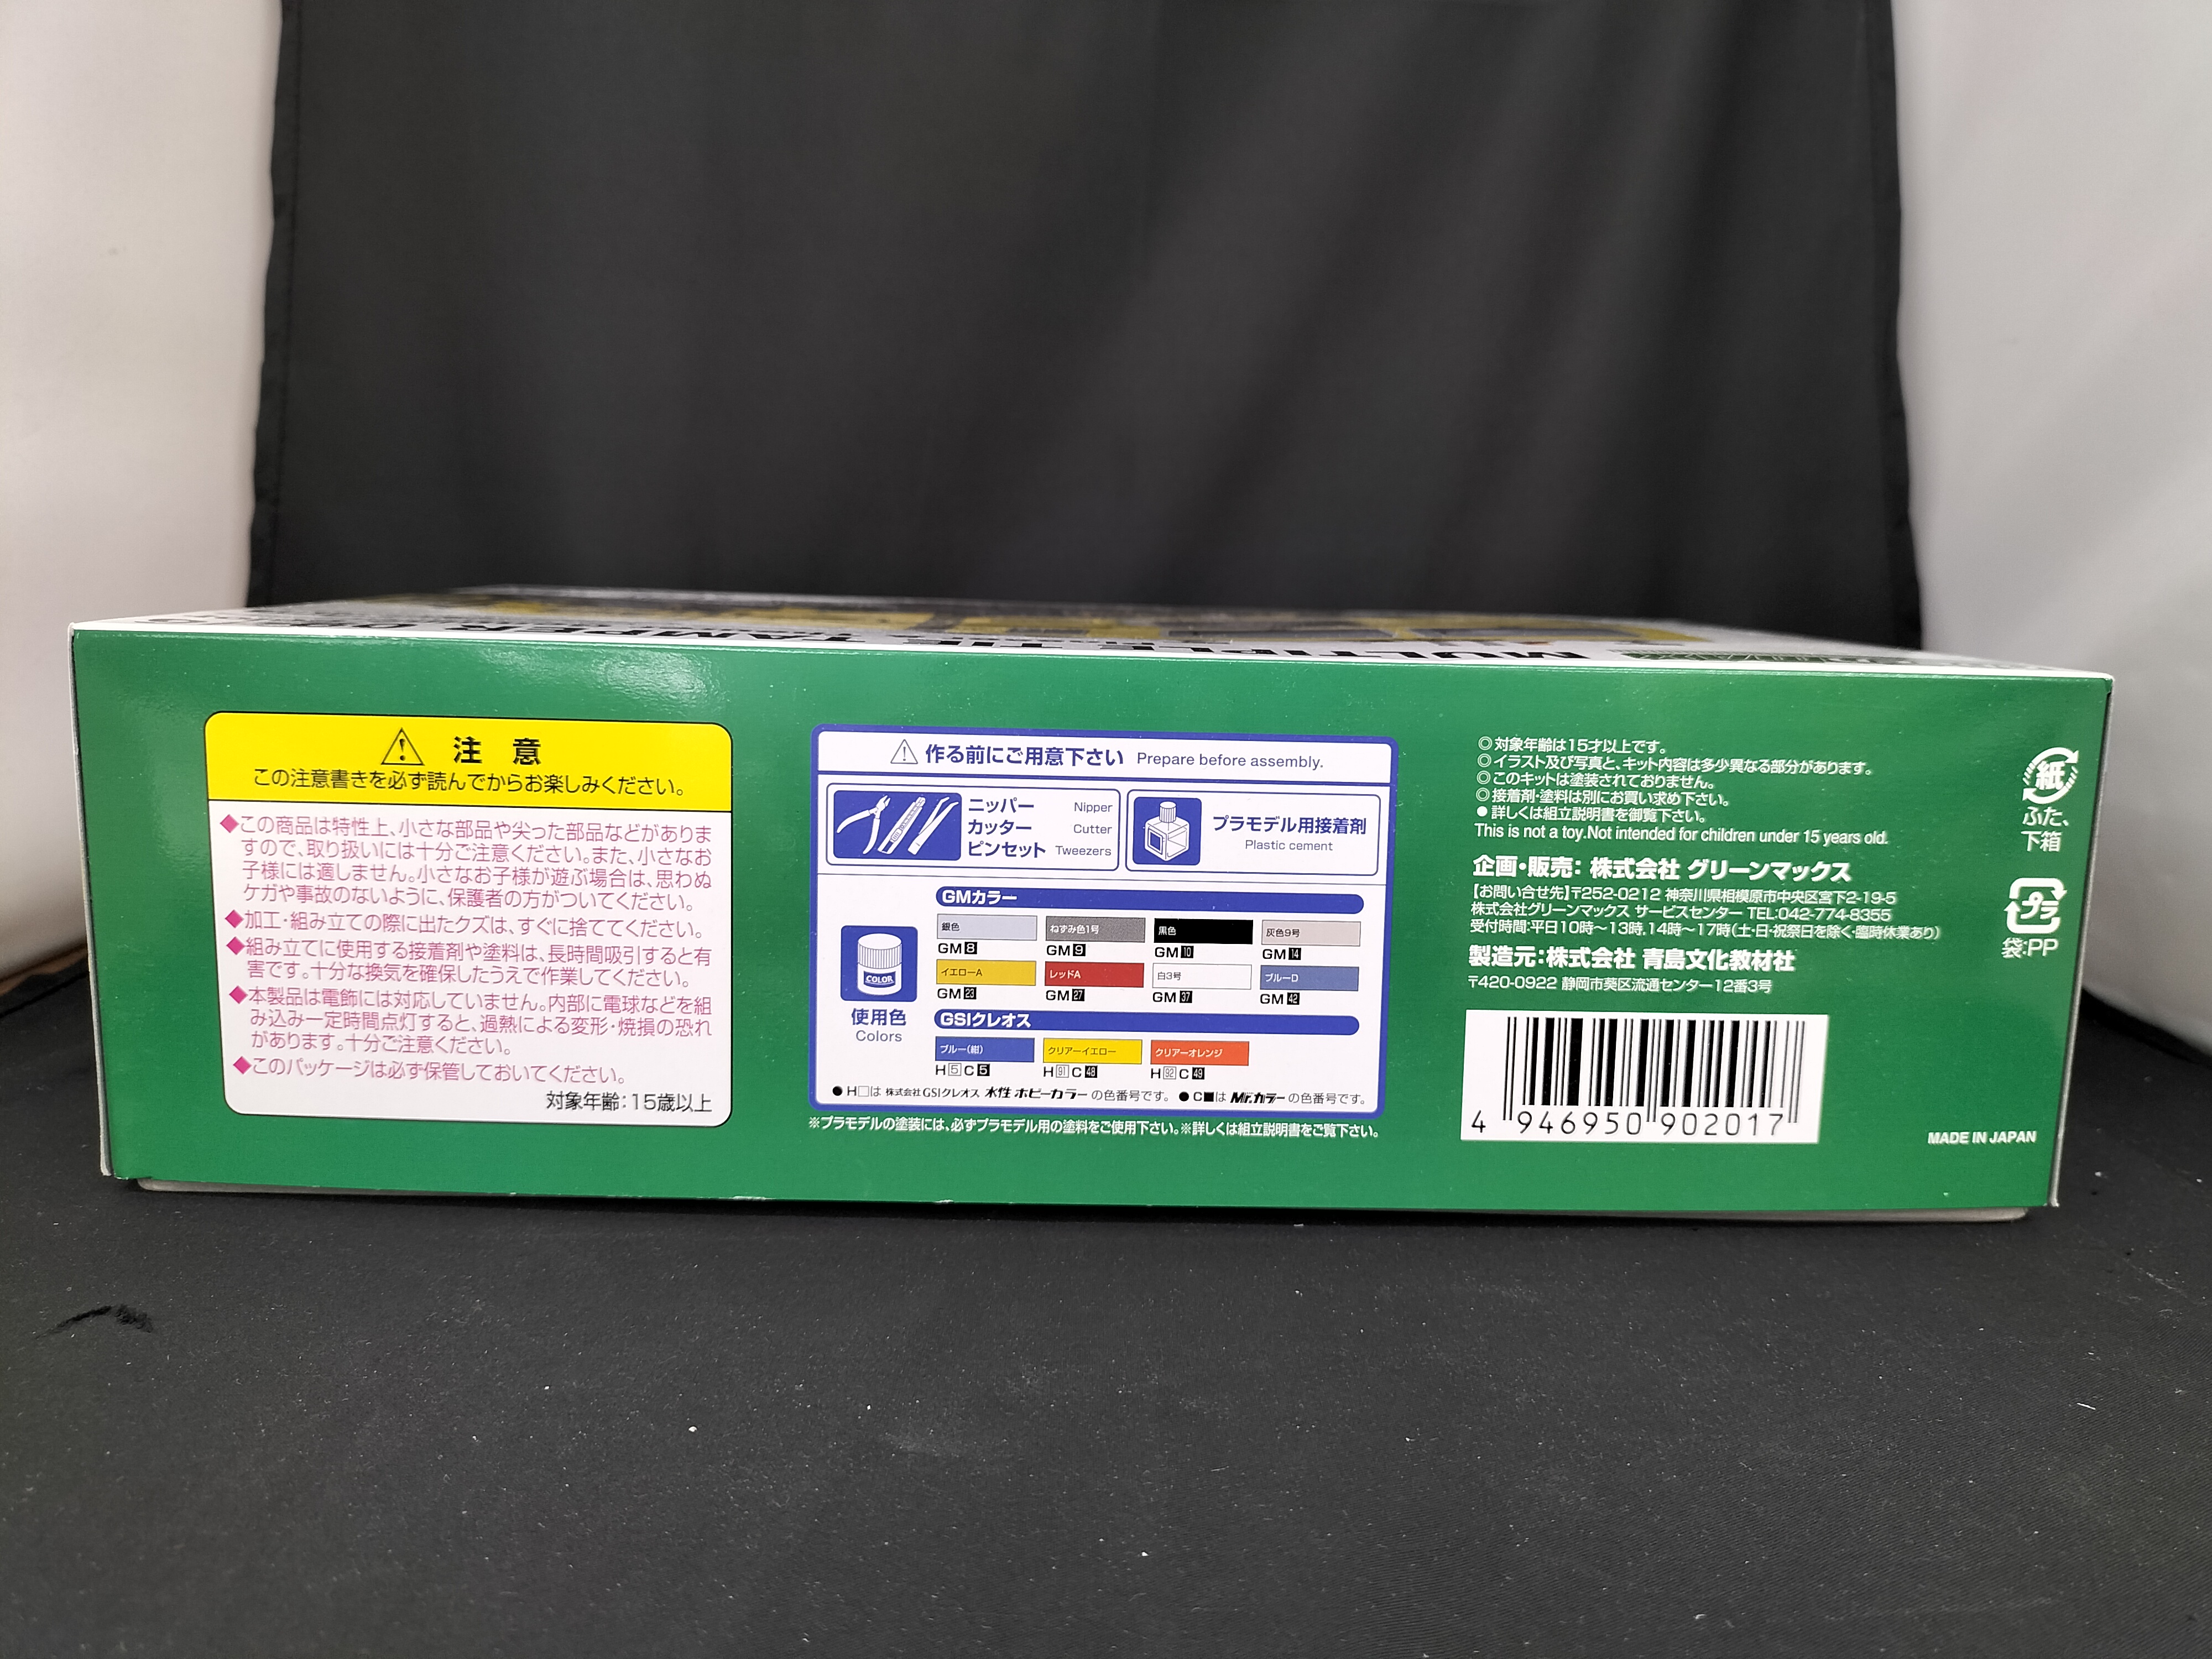 MULTIPLE TIE TAMPER
注 意
この注意書きを必ず読んでからお楽しみください。
◆この商品は特性上、小さな部品や尖った部品などがありま
すので、取り扱いには十分ご注意ください。また、小さなお
子様には適しません。小さなお子様が遊ぶ場合は、思わぬ
ケガや事故のないように、保護者の方がついてください。
◆加工・組み立ての際に出たクズは、すぐに捨ててください。
◆組み立てに使用する接着剤や塗料は、長時間吸引すると有
害です。十分な換気を確保したうえで作業してください。
◆本製品は電飾には対応していません。内部に電球などを組
み込み一定時間点灯すると、過熱による変形・焼損の恐れ
があります。十分ご注意ください。
◆このパッケージは必ず保管しておいてください。
対象年齢：15歳以上
作る前にご用意下さい Prepare before assembly.
ニッパー Nipper
カッター Cutter
ピンセット Tweezers
プラモデル用接着剤
Plastic cement
COLOR
使用色
Colors
GMカラー
銀色 ねずみ色1号 黒色 灰色9号
GM 8 GM 9 GM 10 GM 14
イエローA レッドA 白3号 ブルーD
GM 23 GM 27 GM 37 GM 42
GSIクレオス
ブルー(紺) クリアーイエロー クリアーオレンジ
H 5 C 5 H 91 C 48 H 92 C 49
●H□は 株式会社GSIクレオス 水性 ホビーカラー の色番号です。 ●C■は Mr.カラー の色番号です。
※プラモデルの塗装には、必ずプラモデル用の塗料をご使用下さい。※詳しくは組立説明書をご覧下さい。
◎対象年齢は15才以上です。
◎イラスト及び写真と、キット内容は多少異なる部分があります。
◎このキットは塗装されておりません。
◎接着剤・塗料は別にお買い求め下さい。
●詳しくは組立説明書を御覧下さい。
This is not a toy.Not intended for children under 15 years old.
企画・販売：株式会社 グリーンマックス
【お問い合せ先】〒252-0212 神奈川県相模原市中央区宮下2-19-5
株式会社グリーンマックス サービスセンター TEL:042-774-8355
受付時間：平日10時〜13時,14時〜17時(土・日・祝祭日を除く・臨時休業あり)
製造元：株式会社 青島文化教材社
〒420-0922 静岡市葵区流通センター12番3号
4 946950 902017
紙
ふた、
下箱
プラ
袋：PP
MADE IN JAPAN